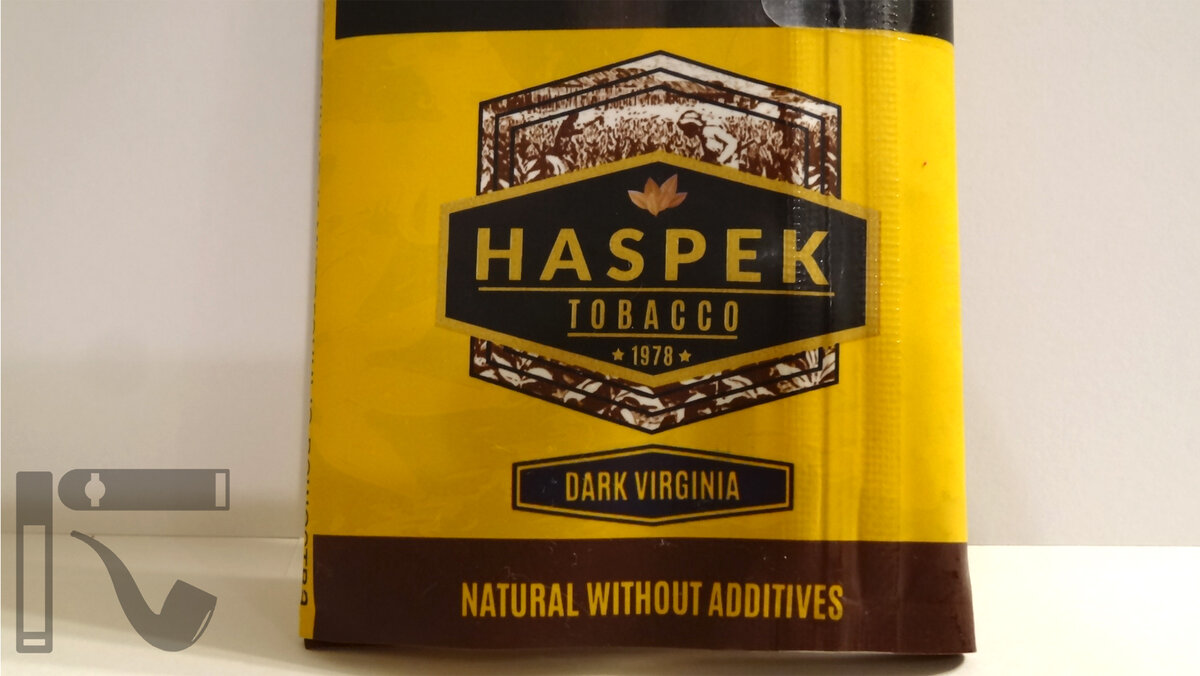 HASPEK
TOBACCO
1978
DARK VIRGINIA
NATURAL WITHOUT ADDITIVES